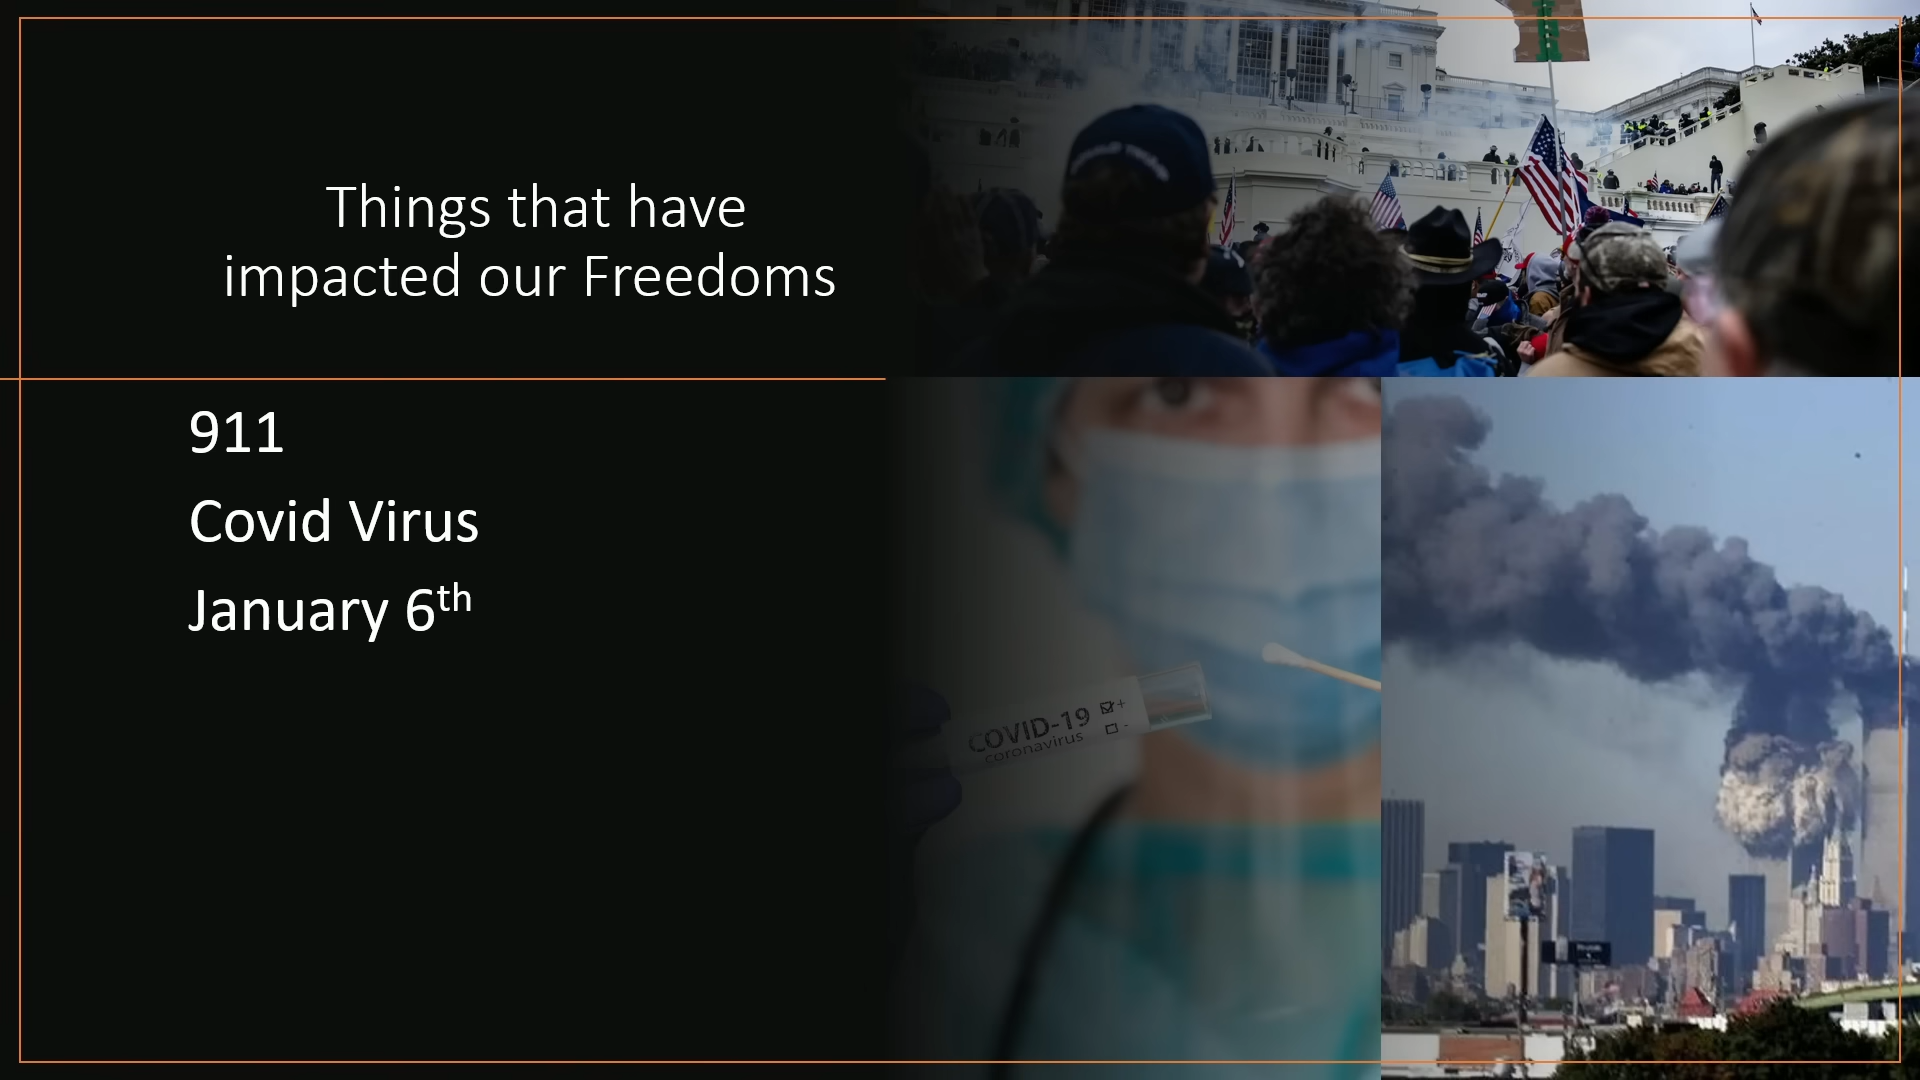 Things that have
impacted our Freedoms
911
Covid Virus
January 6th
COVID-19 +
coronavirus -